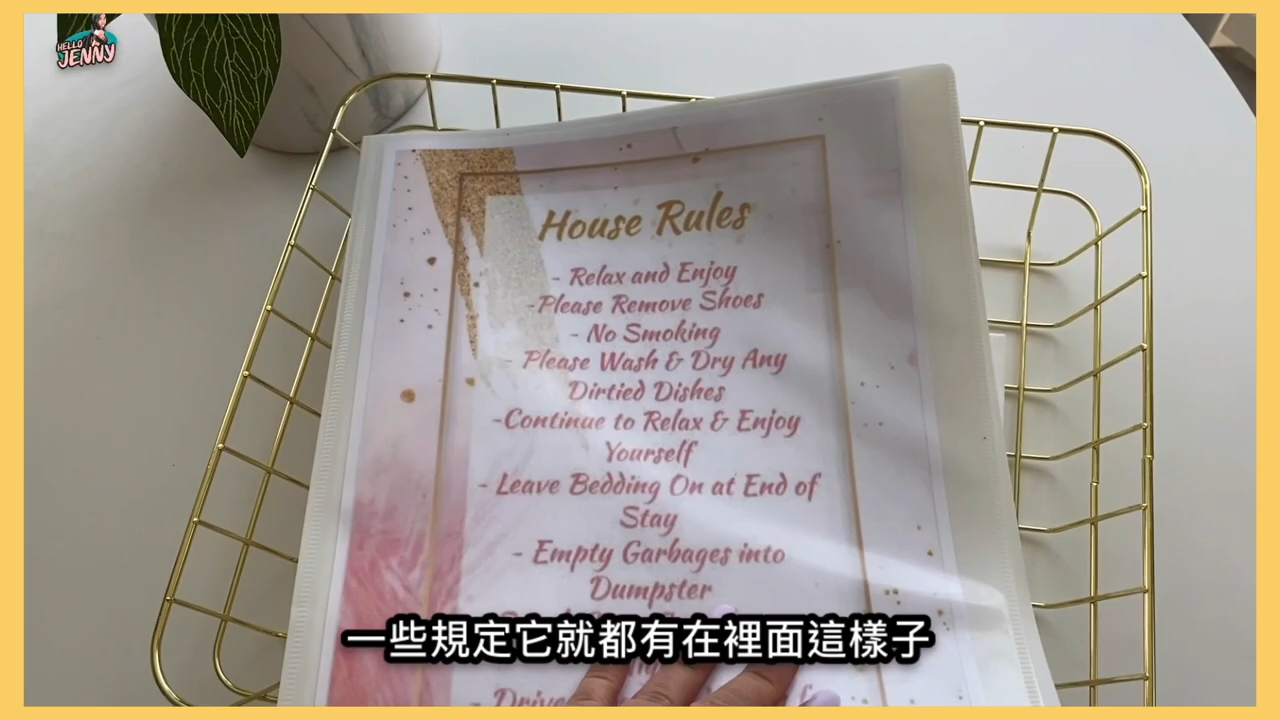 HELLO
JENNY
House Rules
- Relax and Enjoy
-Please Remove Shoes
- No Smoking
- Please Wash & Dry Any
Dirtied Dishes
-Continue to Relax & Enjoy
Yourself
- Leave Bedding On at End of
Stay
- Empty Garbages into
Dumpster
一些規定它就都有在裡面這樣子